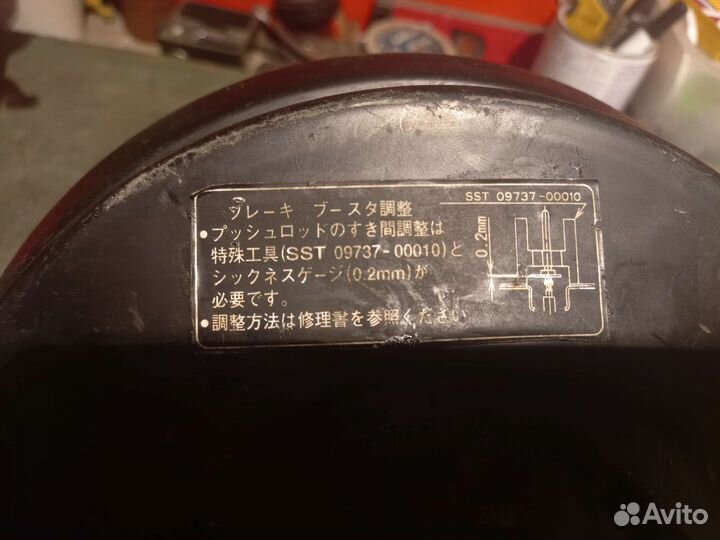 ブレーキ ブースタ調整
• プッシュロッドのすき間調整は
特殊工具(SST 09737-00010)と
シックネスゲージ(0.2mm)が
必要です。
• 調整方法は修理書を参照ください
SST 09737-00010
0.2mm
Avito